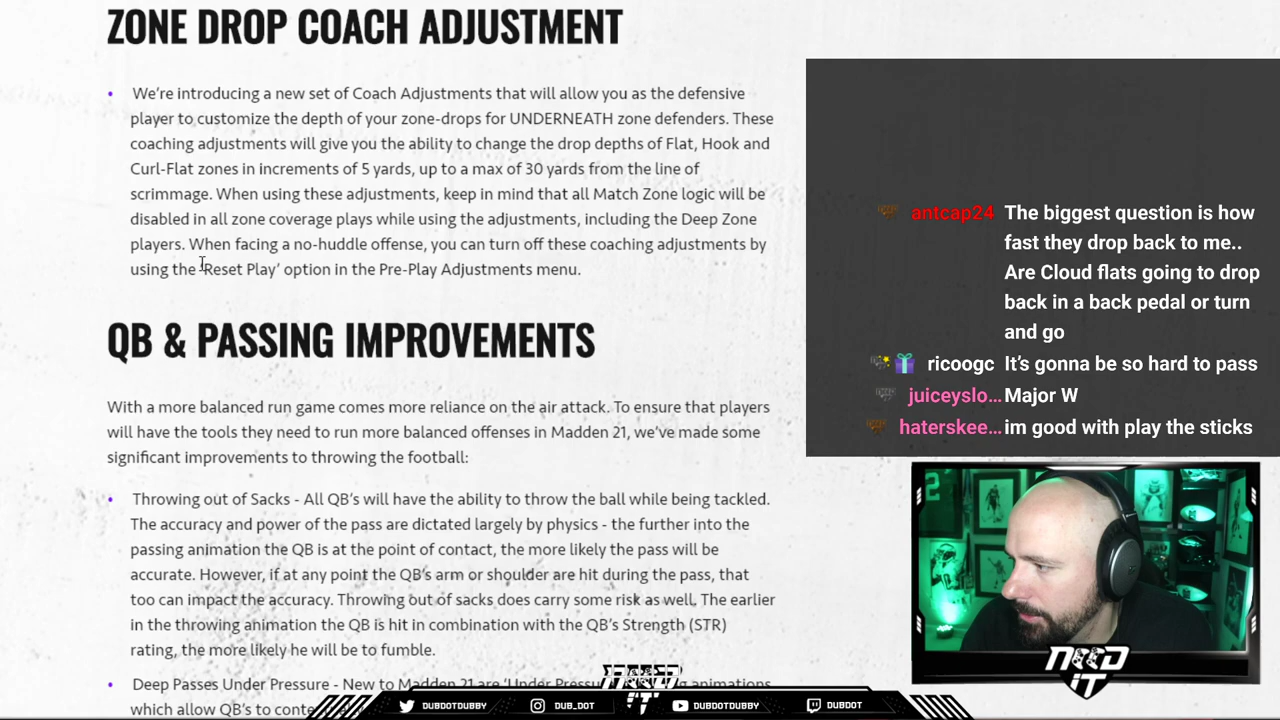 ZONE DROP COACH ADJUSTMENT
• We're introducing a new set of Coach Adjustments that will allow you as the defensive
player to customize the depth of your zone-drops for UNDERNEATH zone defenders. These
coaching adjustments will give you the ability to change the drop depths of Flat, Hook and
Curl-Flat zones in increments of 5 yards, up to a max of 30 yards from the line of
scrimmage. When using these adjustments, keep in mind that all Match Zone logic will be
disabled in all zone coverage plays while using the adjustments, including the Deep Zone
players. When facing a no-huddle offense, you can turn off these coaching adjustments by
using the 'Reset Play' option in the Pre-Play Adjustments menu.
QB & PASSING IMPROVEMENTS
With a more balanced run game comes more reliance on the air attack. To ensure that players
will have the tools they need to run more balanced offenses in Madden 21, we've made some
significant improvements to throwing the football:
• Throwing out of Sacks - All QB's will have the ability to throw the ball while being tackled.
The accuracy and power of the pass are dictated largely by physics - the further into the
passing animation the QB is at the point of contact, the more likely the pass will be
accurate. However, if at any point the QB's arm or shoulder are hit during the pass, that
too can impact the accuracy. Throwing out of sacks does carry some risk as well. The earlier
in the throwing animation the QB is hit in combination with the QB's Strength (STR)
rating, the more likely he will be to fumble.
• Deep Passes Under Pressure - New to Madden 21 are 'Under Pressu animations
which allow QB's to conte
antcap24 The biggest question is how
fast they drop back to me..
Are Cloud flats going to drop
back in a back pedal or turn
and go
ricoogc It's gonna be so hard to pass
juiceyslo... Major W
haterskee... im good with play the sticks
NEED
IT
DUBDOTDUBBY
DUB_DOT
DUBDOTDUBBY
DUBDOT